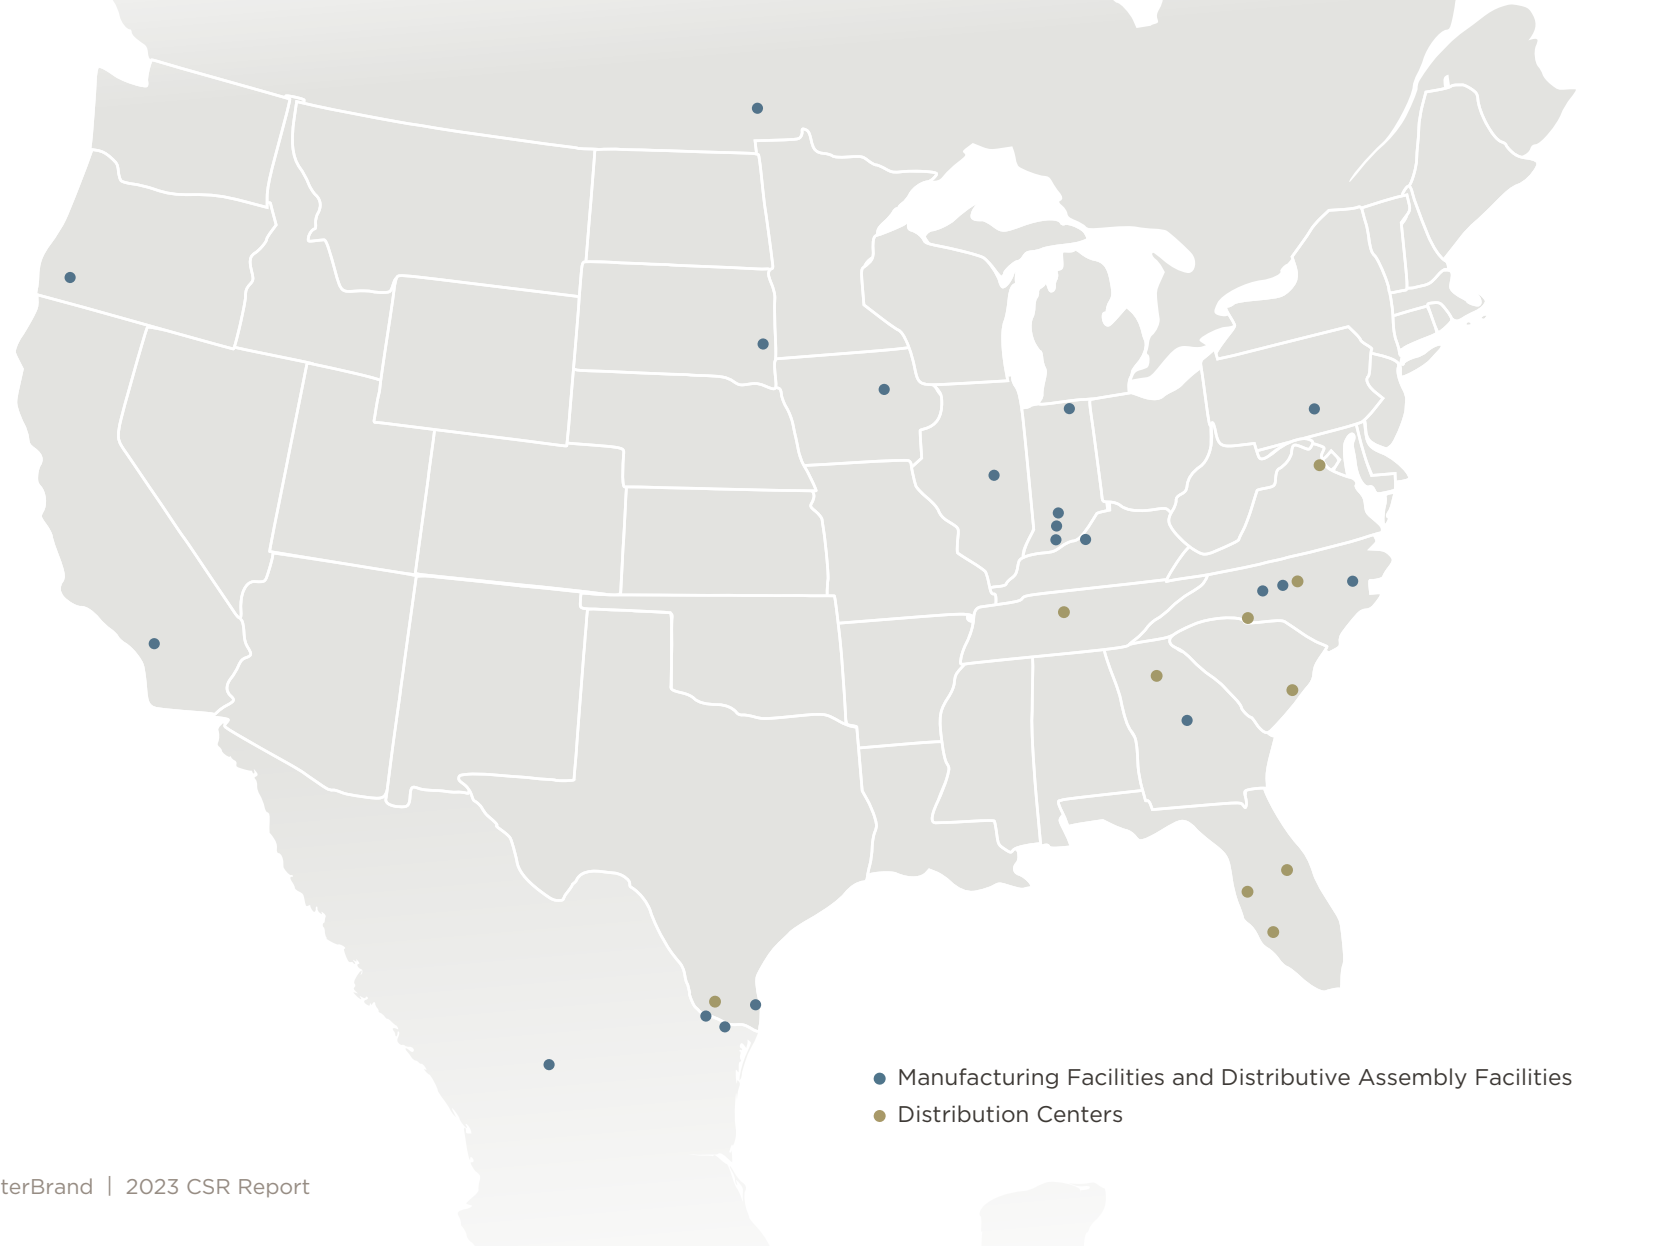 Manufacturing Facilities and Distributive Assembly Facilities
Distribution Centers
terBrand | 2023 CSR Report